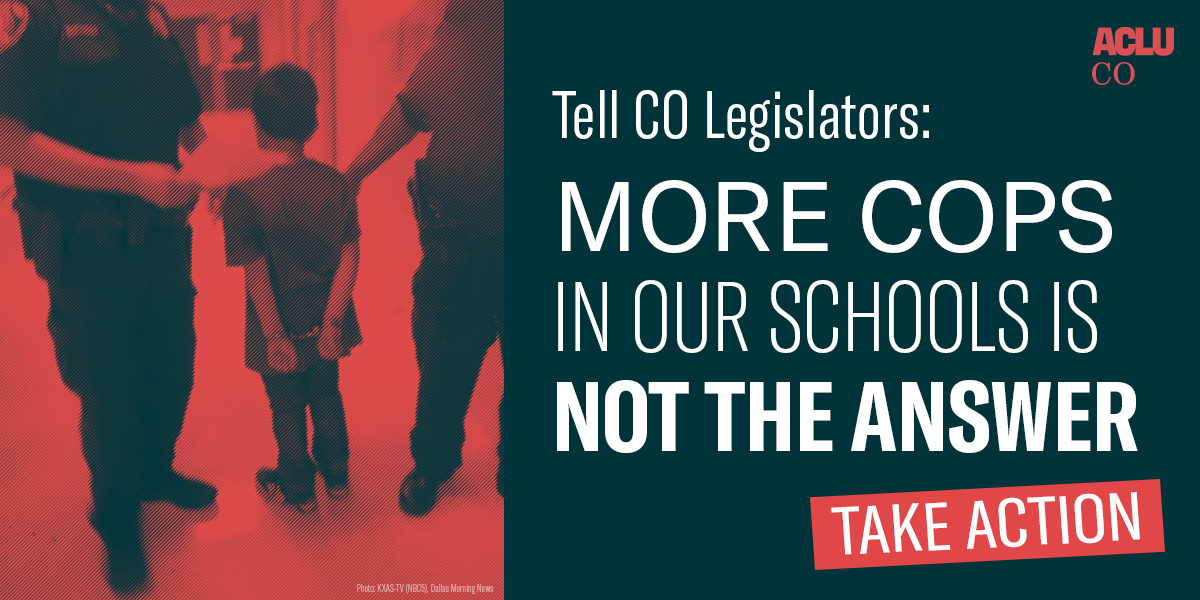 ACLU
CO
Tell CO Legislators:
MORE COPS
IN OUR SCHOOLS IS
NOT THE ANSWER
TAKE ACTION
Photo: KXAS-TV (NBC5), Dallas Morning News